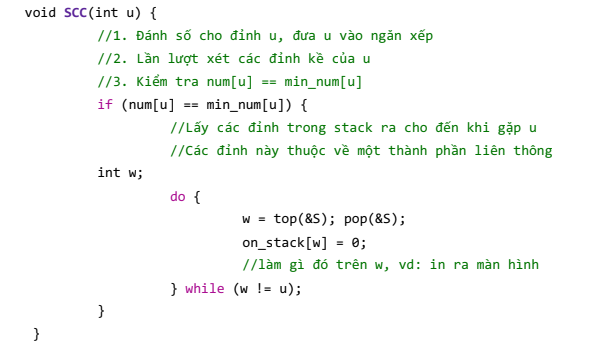 void SCC(int u) {
//1. Đánh số cho đỉnh u, đưa u vào ngăn xếp
//2. Lần lượt xét các đỉnh kề của u
//3. Kiểm tra num[u] == min_num[u]
if (num[u] == min_num[u]) {
//Lấy các đỉnh trong stack ra cho đến khi gặp u
//Các đỉnh này thuộc về một thành phần liên thông
int w;
do {
w = top(&S); pop(&S);
on_stack[w] = 0;
//làm gì đó trên w, vd: in ra màn hình
} while (w != u);
}
}